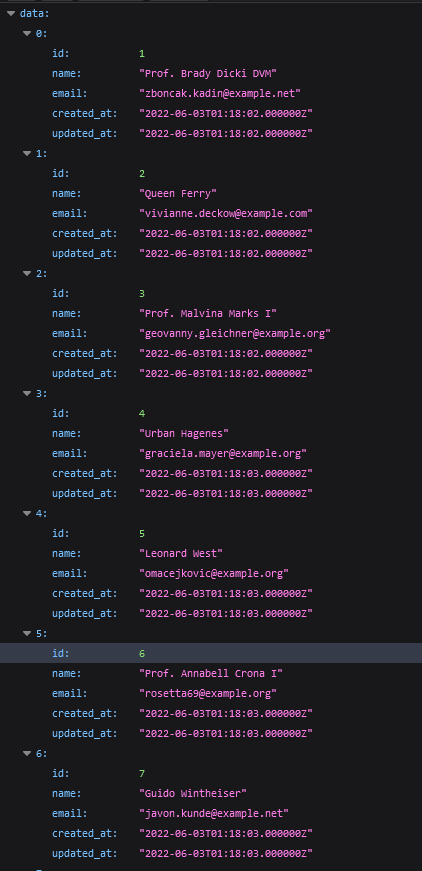 data:
0:
id: 1
name: "Prof. Brady Dicki DVM"
email: "zboncak.kadin@example.net"
created_at: "2022-06-03T01:18:02.000000Z"
updated_at: "2022-06-03T01:18:02.000000Z"
1:
id: 2
name: "Queen Ferry"
email: "vivianne.deckow@example.com"
created_at: "2022-06-03T01:18:02.000000Z"
updated_at: "2022-06-03T01:18:02.000000Z"
2:
id: 3
name: "Prof. Malvina Marks I"
email: "geovanny.gleichner@example.org"
created_at: "2022-06-03T01:18:02.000000Z"
updated_at: "2022-06-03T01:18:02.000000Z"
3:
id: 4
name: "Urban Hagenes"
email: "graciela.mayer@example.org"
created_at: "2022-06-03T01:18:03.000000Z"
updated_at: "2022-06-03T01:18:03.000000Z"
4:
id: 5
name: "Leonard West"
email: "omacejkovic@example.org"
created_at: "2022-06-03T01:18:03.000000Z"
updated_at: "2022-06-03T01:18:03.000000Z"
5:
id: 6
name: "Prof. Annabell Crona I"
email: "rosetta69@example.org"
created_at: "2022-06-03T01:18:03.000000Z"
updated_at: "2022-06-03T01:18:03.000000Z"
6:
id: 7
name: "Guido Wintheiser"
email: "javon.kunde@example.net"
created_at: "2022-06-03T01:18:03.000000Z"
updated_at: "2022-06-03T01:18:03.000000Z"